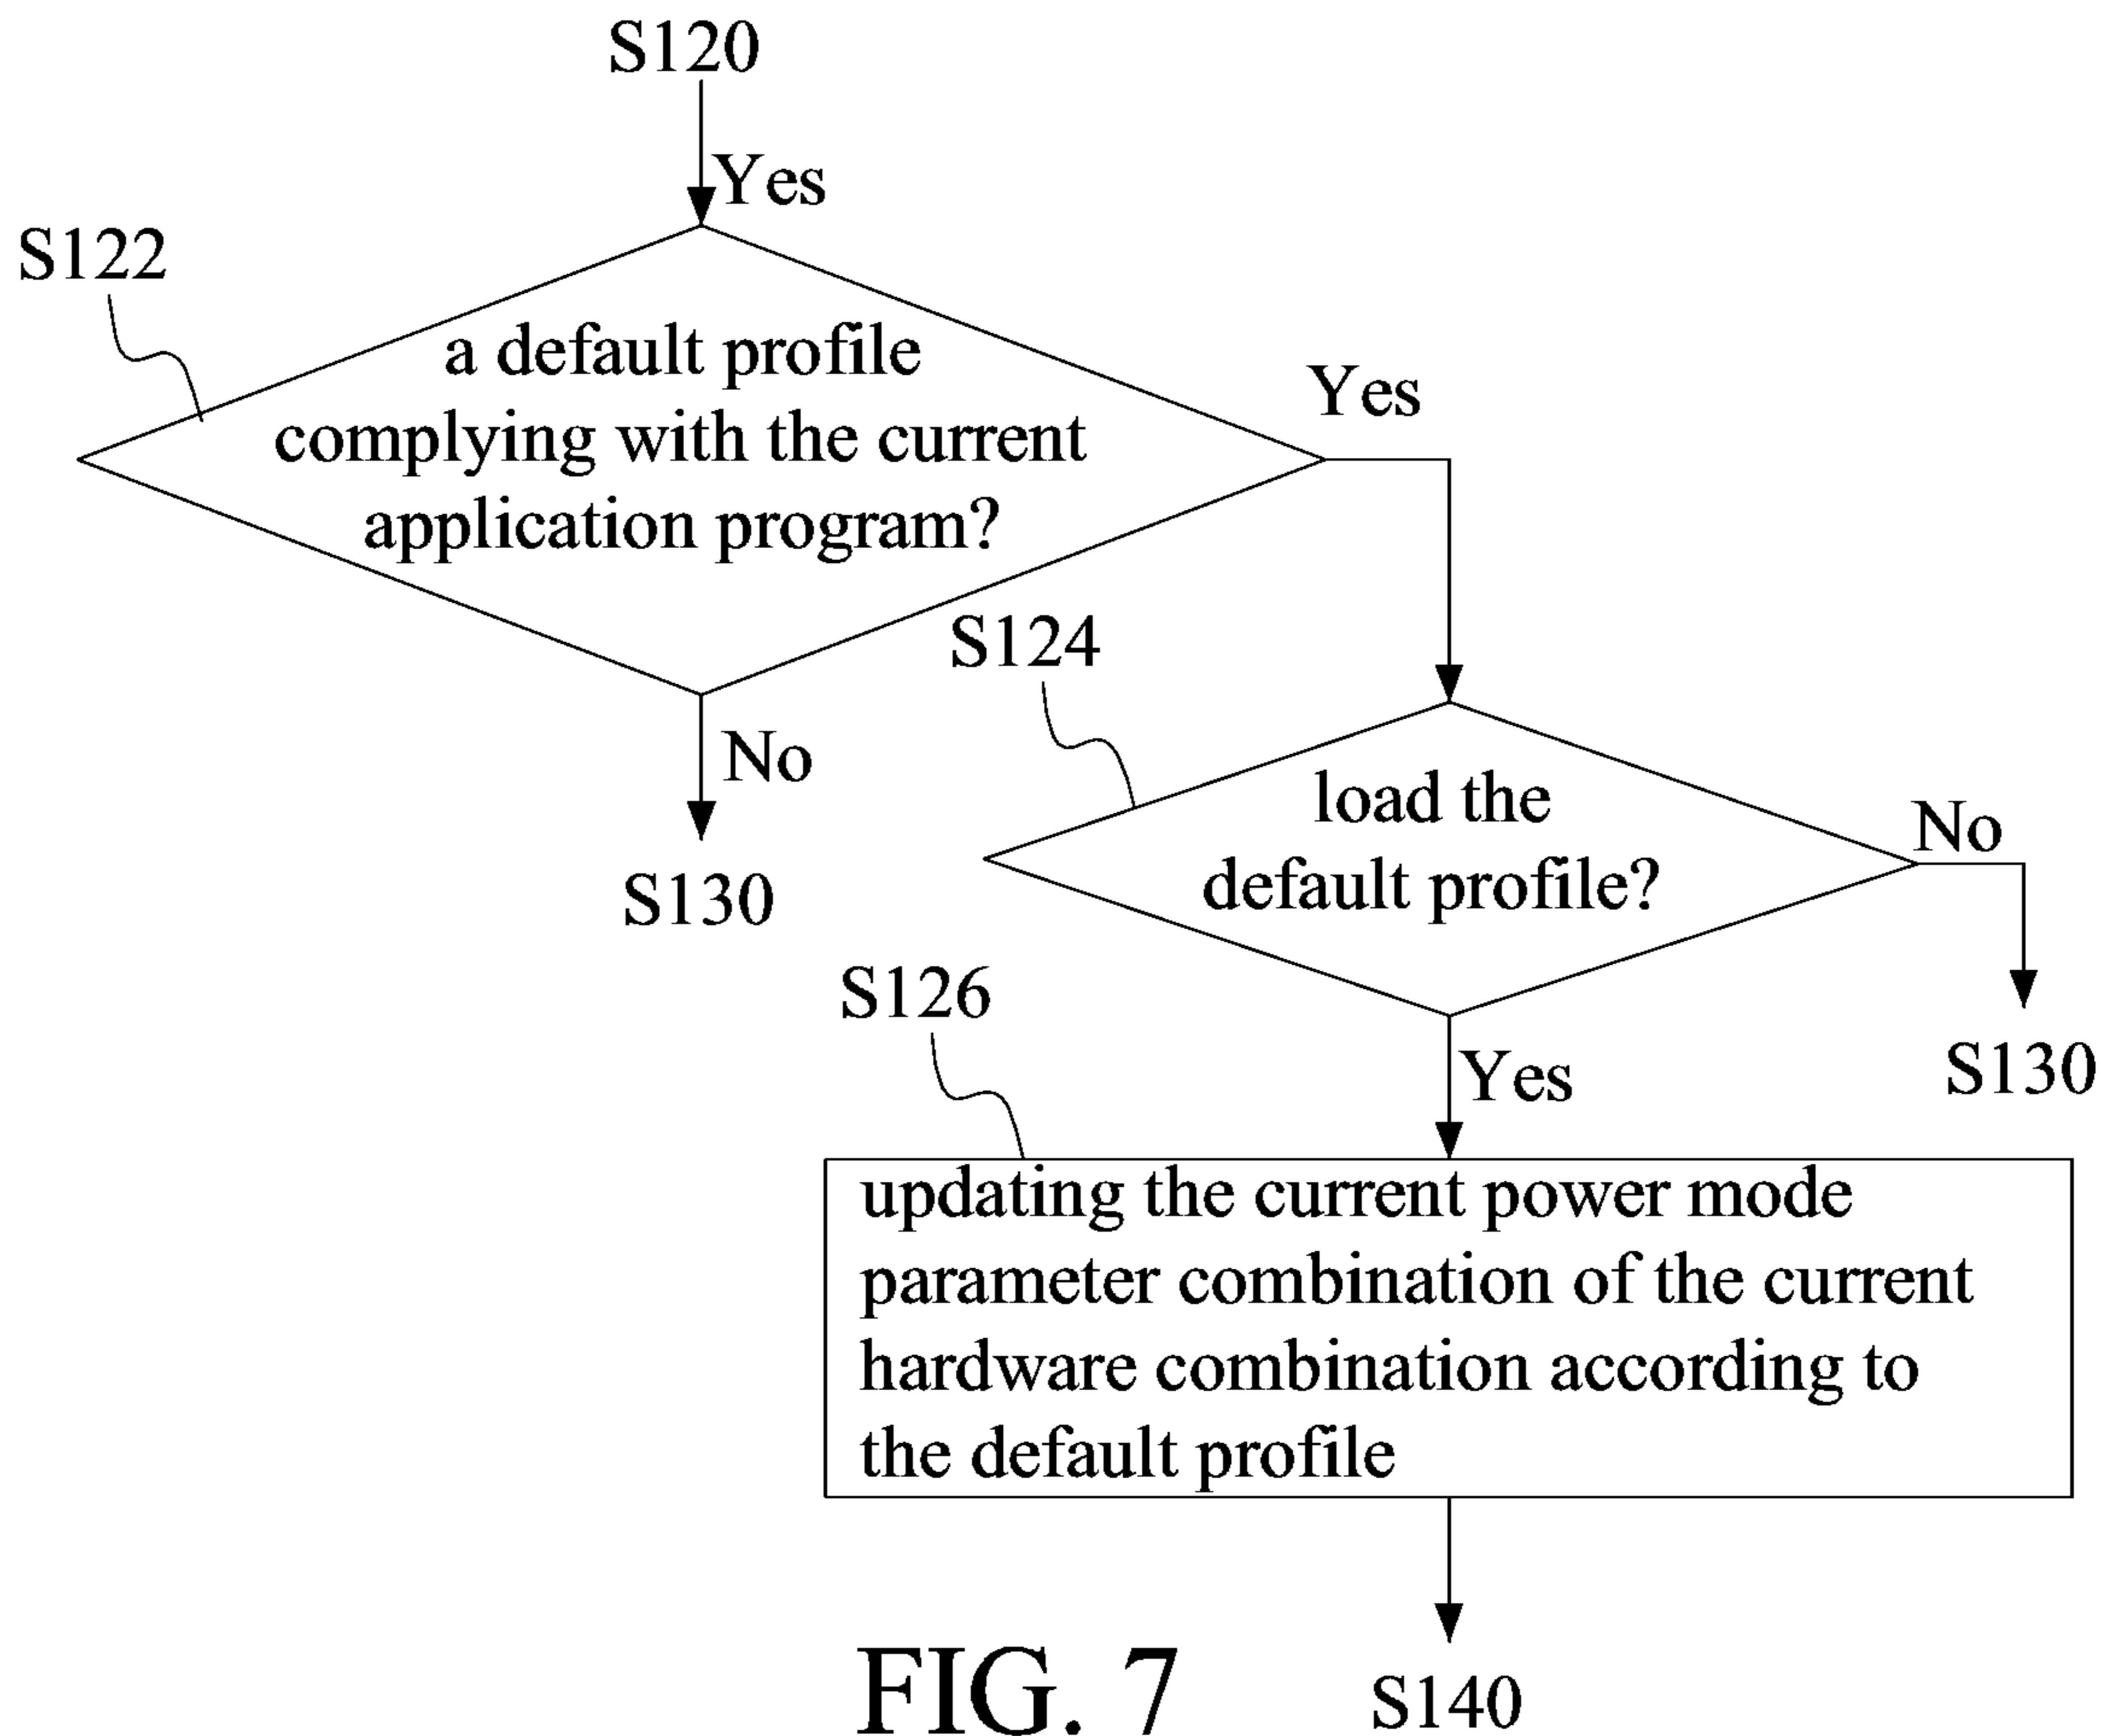 S120
Yes
S122
a default profile
complying with the current
application program?
Yes
No
S130
S124
load the
default profile?
No
S130
Yes
S126
updating the current power mode
parameter combination of the current
hardware combination according to
the default profile
S140
FIG. 7